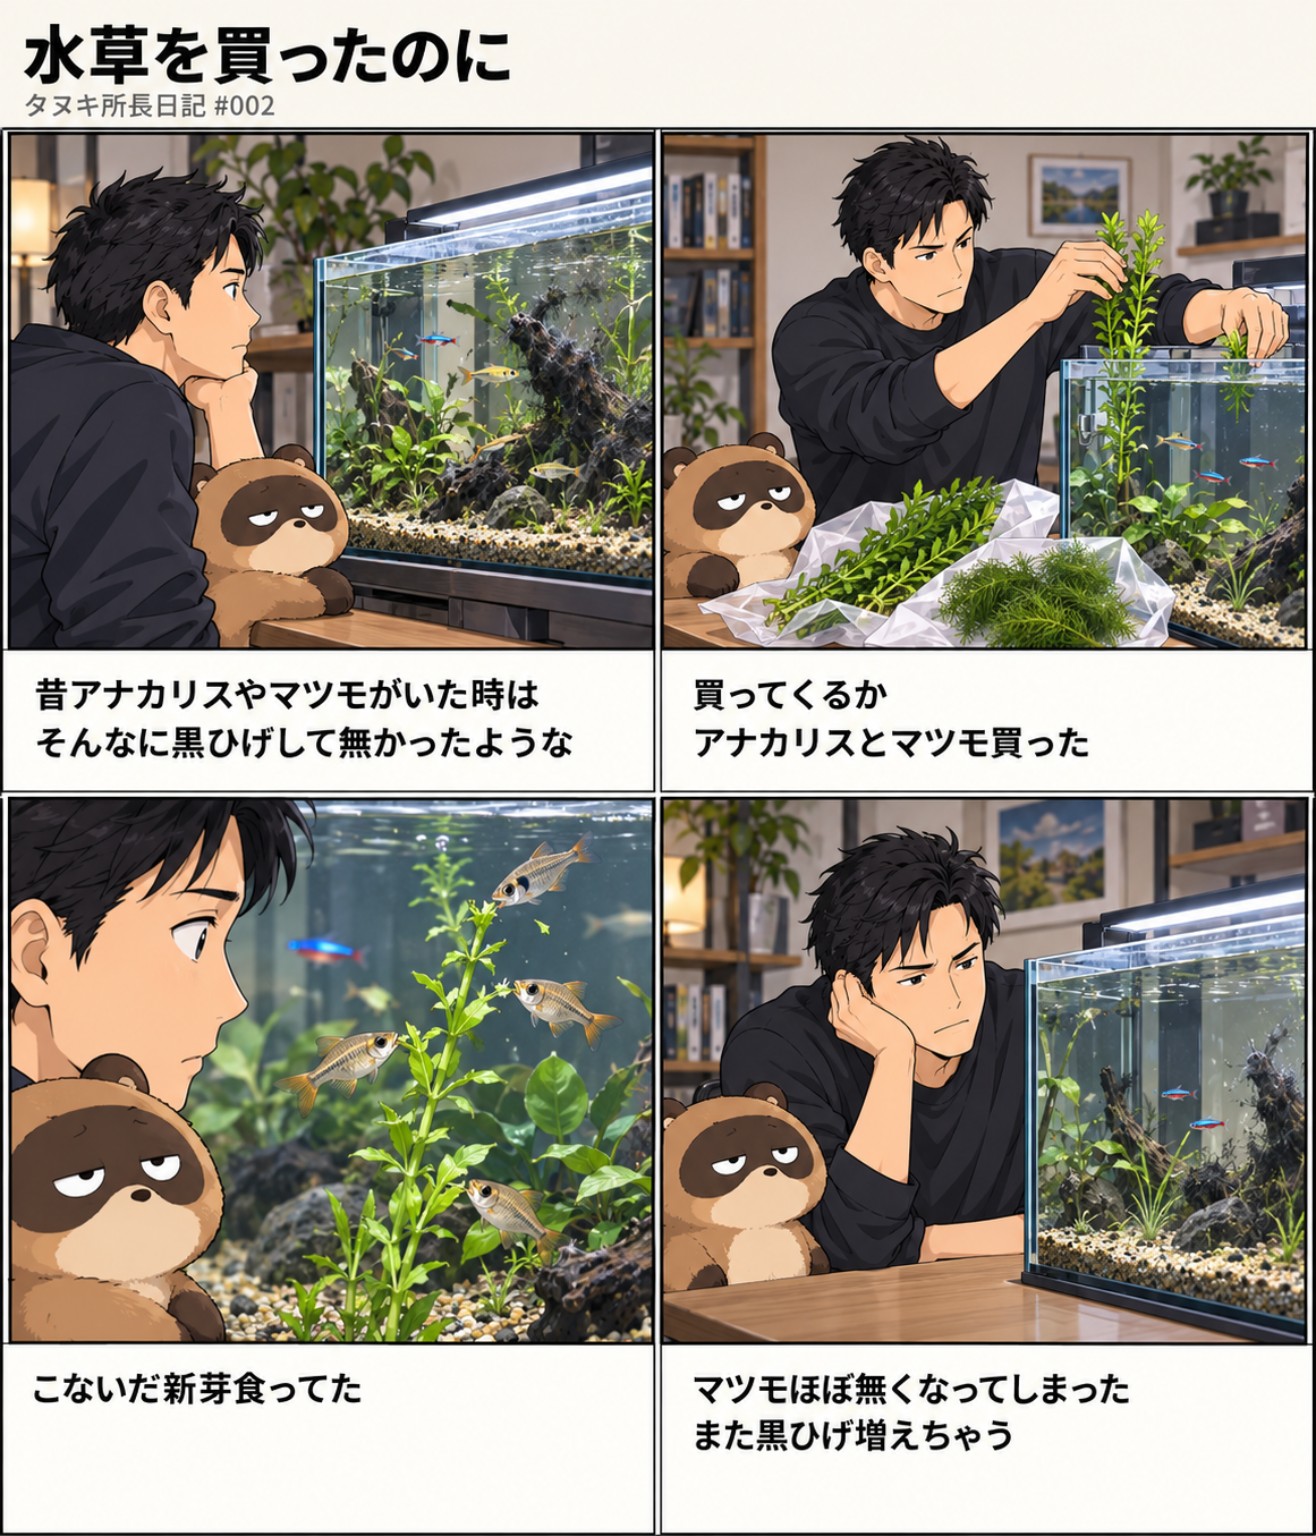 水草を買ったのに
タヌキ所長日記 #002
昔アナカリスやマツモがいた時は
そんなに黒ひげして無かったような
買ってくるか
アナカリスとマツモ買った
こないだ新芽食ってた
マツモほぼ無くなってしまった
また黒ひげ増えちゃう